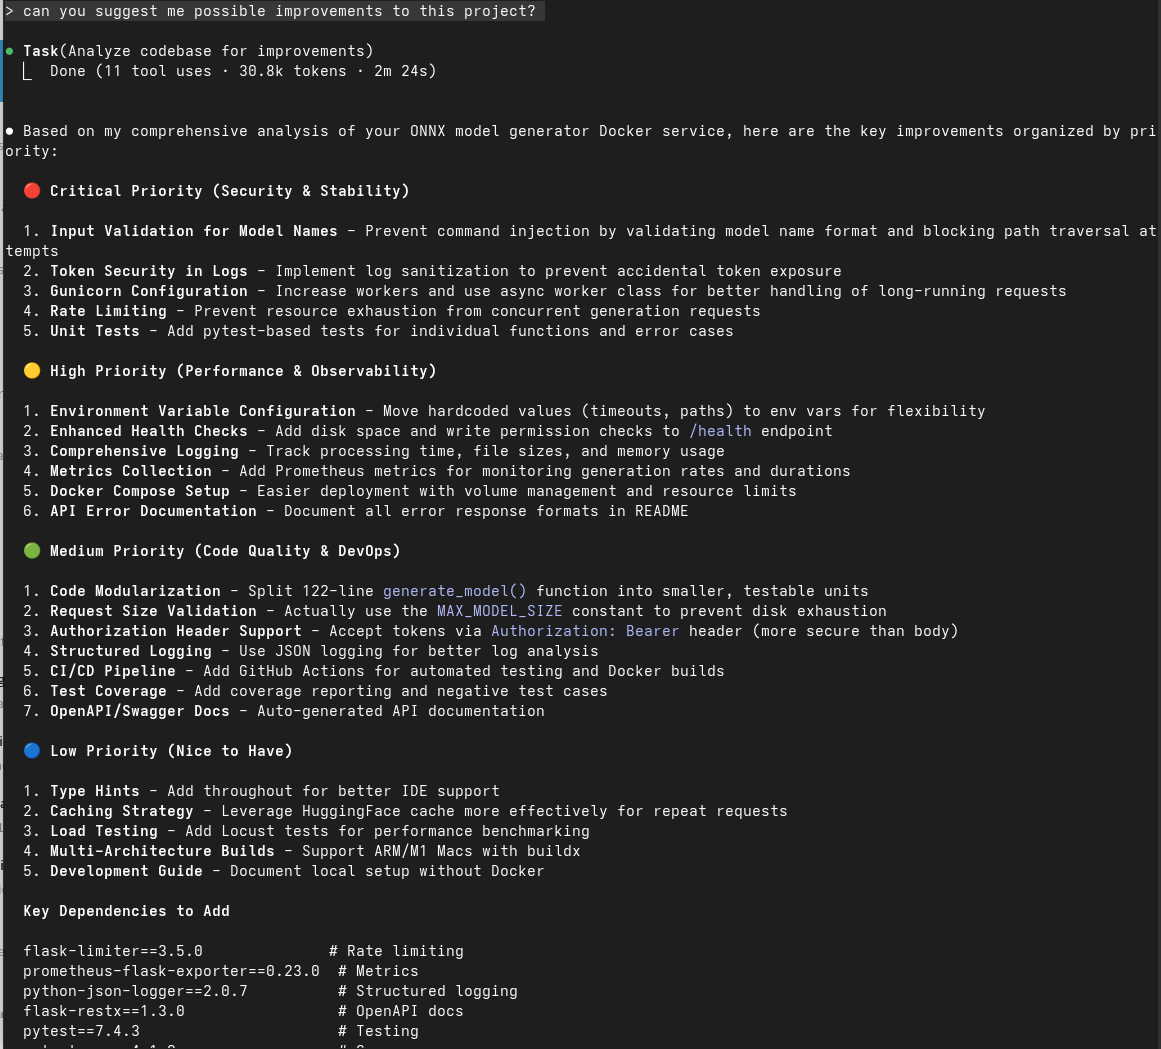 > can you suggest me possible improvements to this project?
● Task(Analyze codebase for improvements)
⎿  Done (11 tool uses · 30.8k tokens · 2m 24s)
● Based on my comprehensive analysis of your ONNX model generator Docker service, here are the key improvements organized by pri
ority:
🔴 Critical Priority (Security & Stability)
1. Input Validation for Model Names - Prevent command injection by validating model name format and blocking path traversal at
tempts
2. Token Security in Logs - Implement log sanitization to prevent accidental token exposure
3. Gunicorn Configuration - Increase workers and use async worker class for better handling of long-running requests
4. Rate Limiting - Prevent resource exhaustion from concurrent generation requests
5. Unit Tests - Add pytest-based tests for individual functions and error cases
🟡 High Priority (Performance & Observability)
1. Environment Variable Configuration - Move hardcoded values (timeouts, paths) to env vars for flexibility
2. Enhanced Health Checks - Add disk space and write permission checks to /health endpoint
3. Comprehensive Logging - Track processing time, file sizes, and memory usage
4. Metrics Collection - Add Prometheus metrics for monitoring generation rates and durations
5. Docker Compose Setup - Easier deployment with volume management and resource limits
6. API Error Documentation - Document all error response formats in README
🟢 Medium Priority (Code Quality & DevOps)
1. Code Modularization - Split 122-line generate_model() function into smaller, testable units
2. Request Size Validation - Actually use the MAX_MODEL_SIZE constant to prevent disk exhaustion
3. Authorization Header Support - Accept tokens via Authorization: Bearer header (more secure than body)
4. Structured Logging - Use JSON logging for better log analysis
5. CI/CD Pipeline - Add GitHub Actions for automated testing and Docker builds
6. Test Coverage - Add coverage reporting and negative test cases
7. OpenAPI/Swagger Docs - Auto-generated API documentation
🔵 Low Priority (Nice to Have)
1. Type Hints - Add throughout for better IDE support
2. Caching Strategy - Leverage HuggingFace cache more effectively for repeat requests
3. Load Testing - Add Locust tests for performance benchmarking
4. Multi-Architecture Builds - Support ARM/M1 Macs with buildx
5. Development Guide - Document local setup without Docker
Key Dependencies to Add
flask-limiter==3.5.0 # Rate limiting
prometheus-flask-exporter==0.23.0 # Metrics
python-json-logger==2.0.7 # Structured logging
flask-restx==1.3.0 # OpenAPI docs
pytest==7.4.3 # Testing